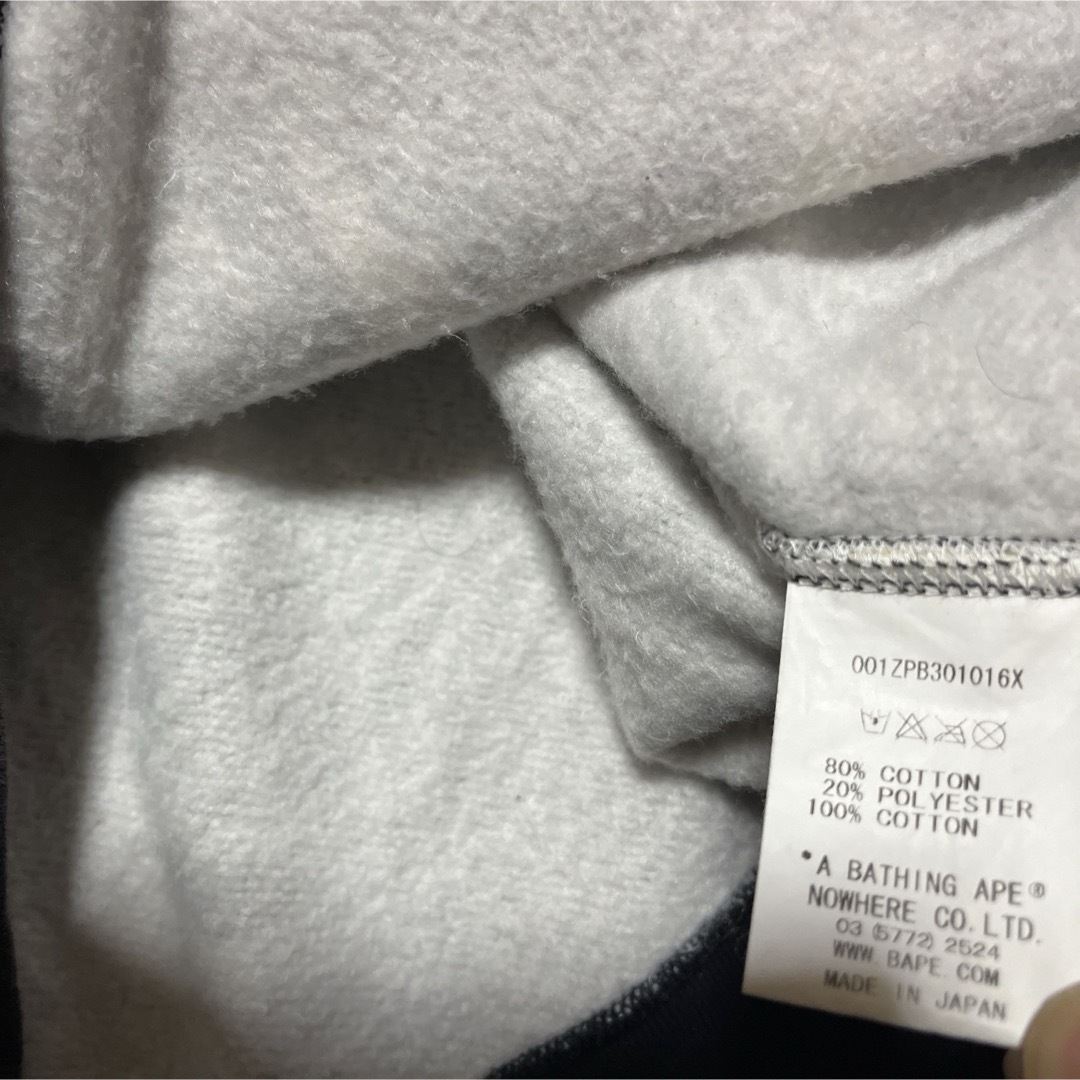 001ZPB301016X
80% COTTON
20% POLYESTER
100% COTTON
*A BATHING APE®
NOWHERE CO.LTD.
03 (5772) 2524
WWW.BAPE.COM
MADE IN JAPAN